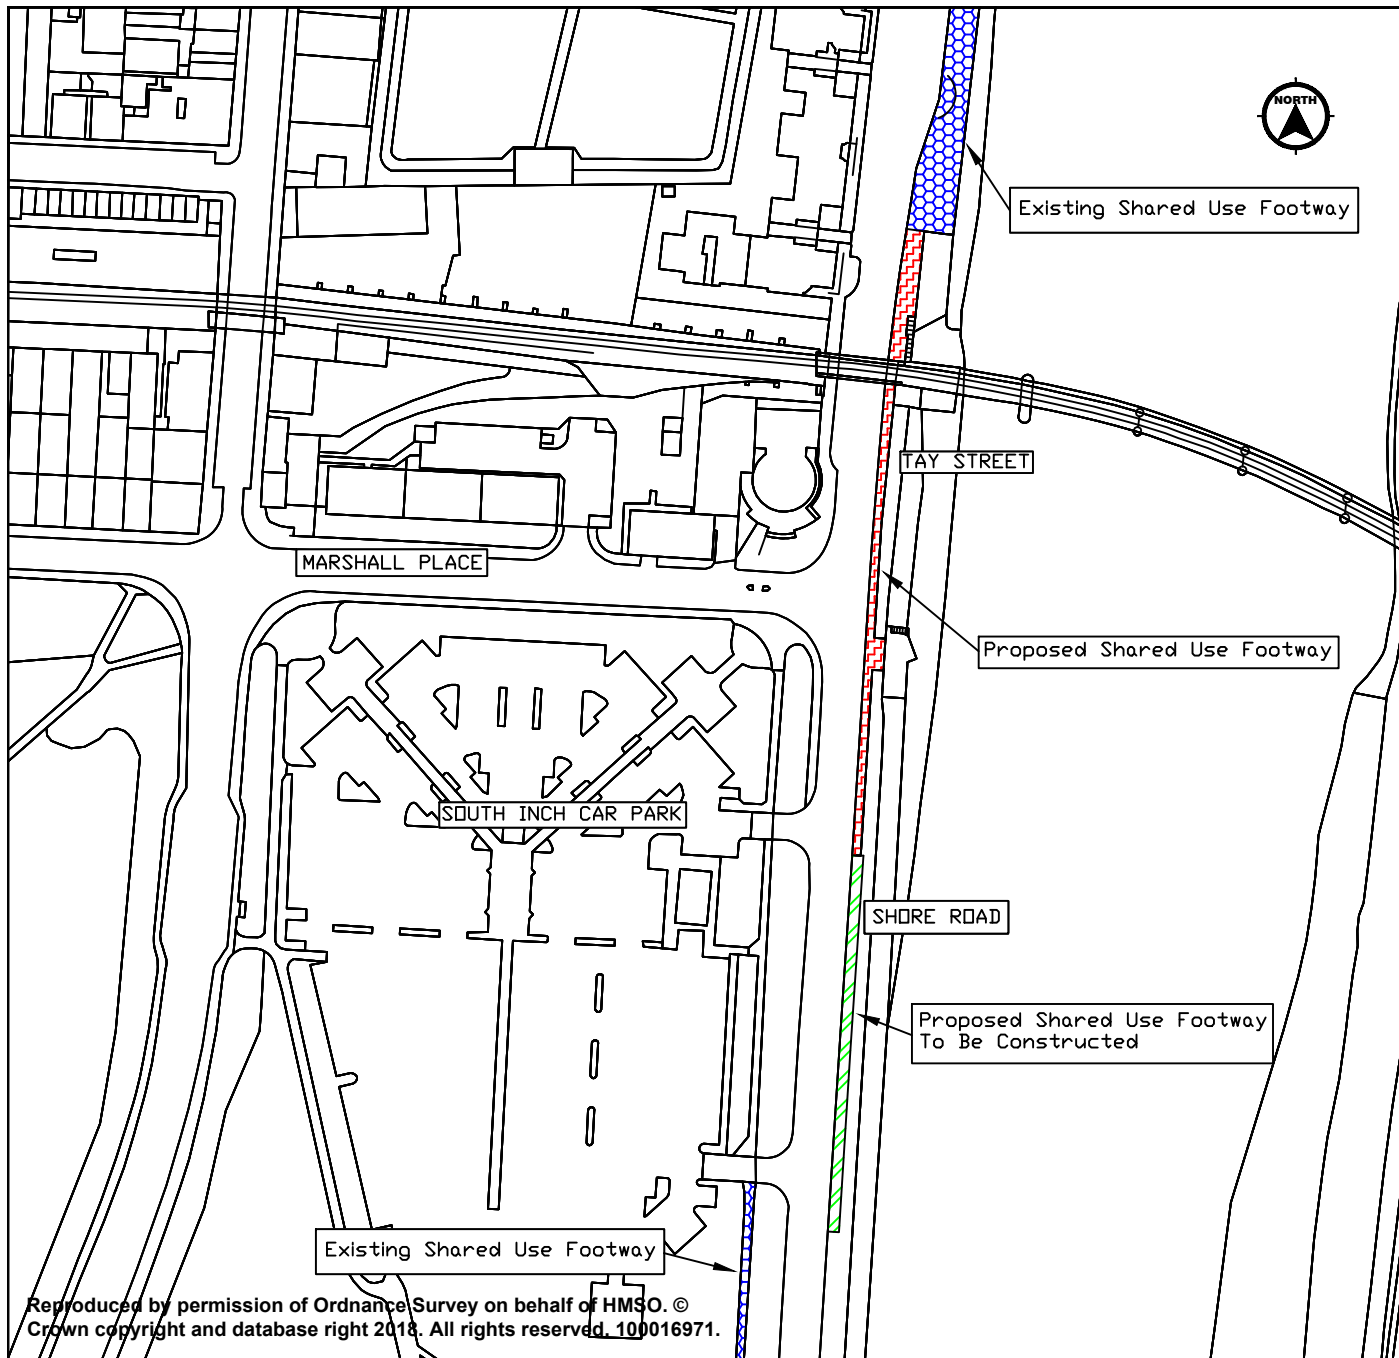 NORTH
Existing Shared Use Footway
TAY STREET
MARSHALL PLACE
Proposed Shared Use Footway
SOUTH INCH CAR PARK
SHORE ROAD
Proposed Shared Use Footway
To Be Constructed
Existing Shared Use Footway
Reproduced by permission of Ordnance Survey on behalf of HMSO. ©
Crown copyright and database right 2018. All rights reserved. 100016971.